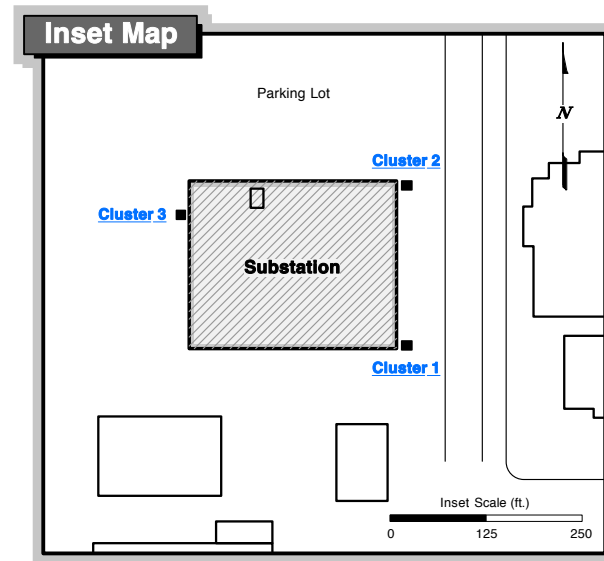 Inset Map
Parking Lot
N
Cluster 2
Cluster 3
Substation
Cluster 1
Inset Scale (ft.)
0 125 250